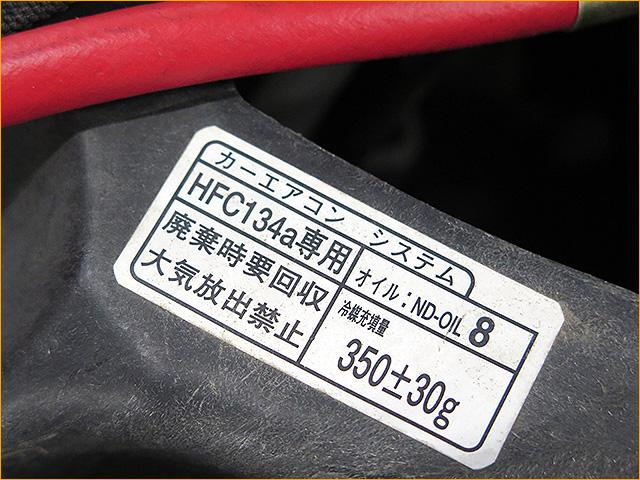 カーエアコン システム
HFC134a専用
オイル：ND-OIL 8
廃棄時要回収
大気放出禁止
冷媒充填量
350±30g